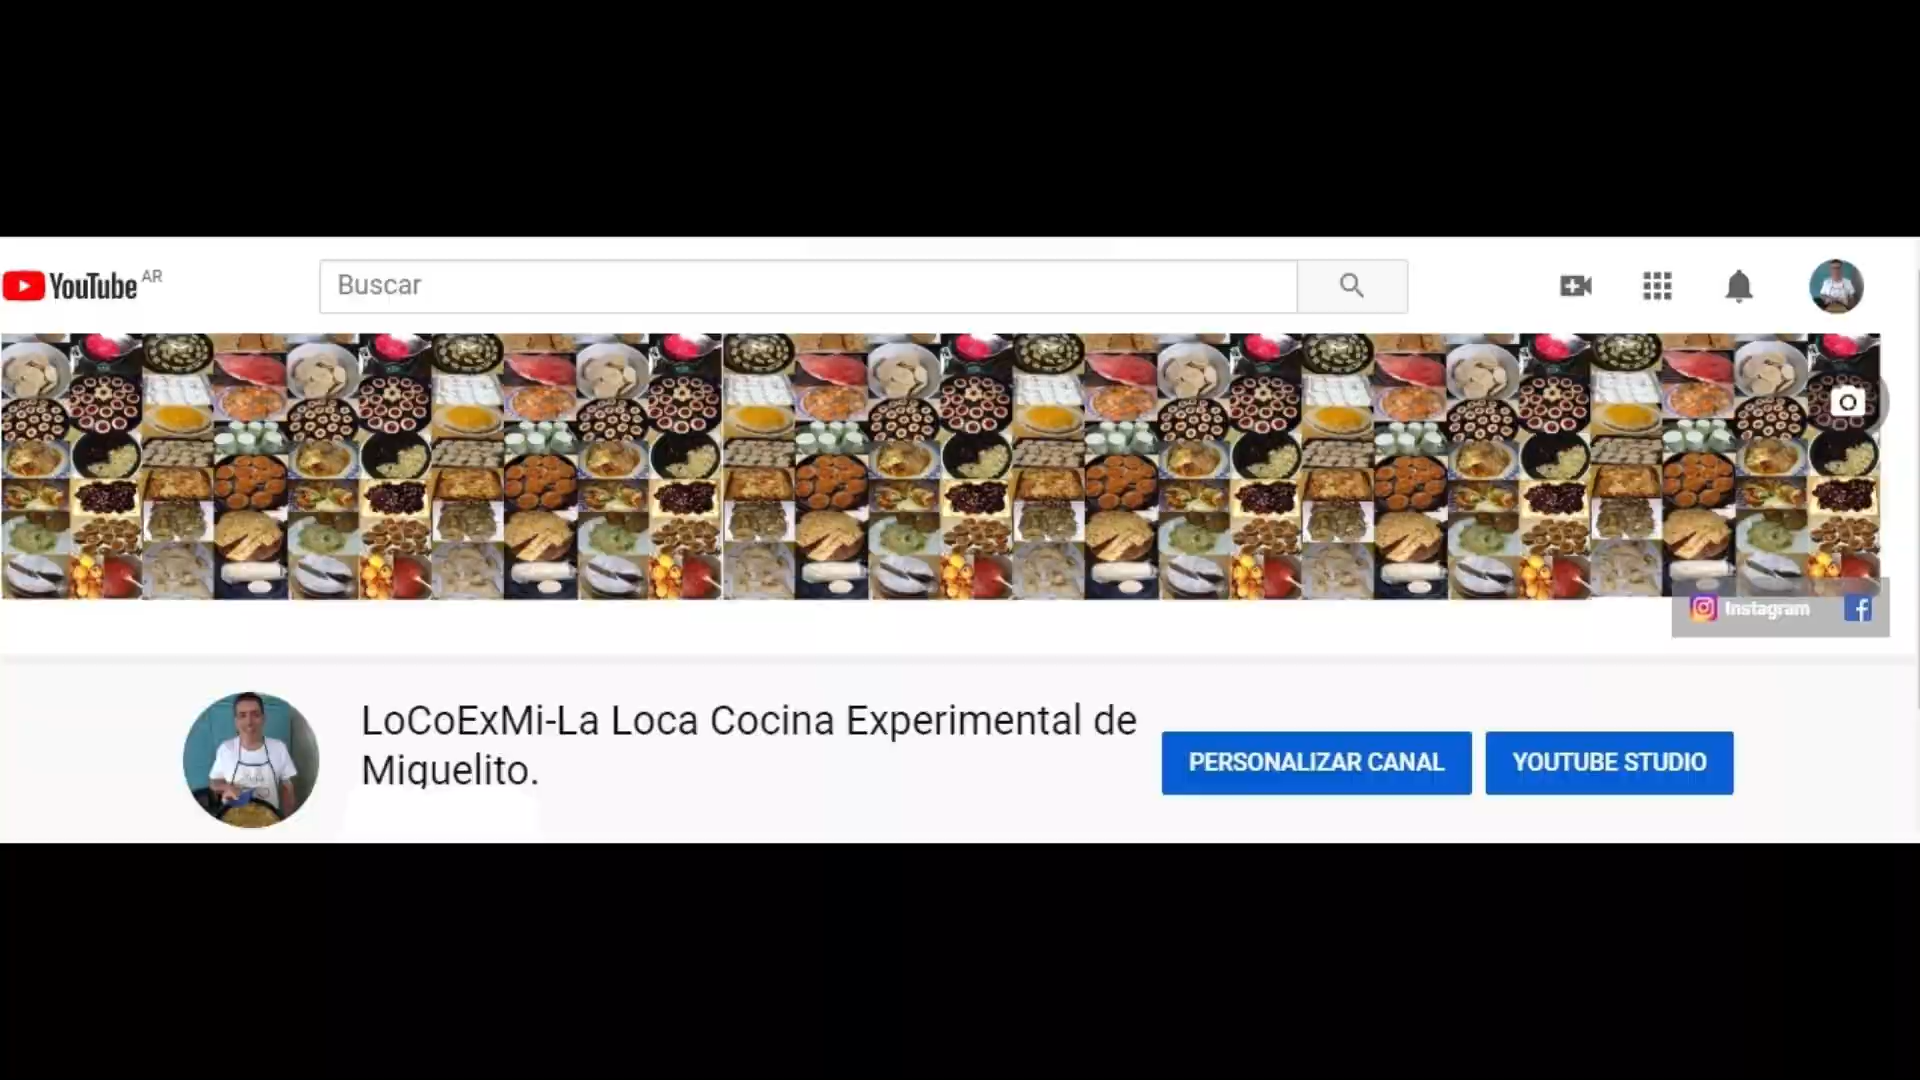 YouTube AR
Buscar
Instagram
LoCoExMi-La Loca Cocina Experimental de
Miquelito.
PERSONALIZAR CANAL
YOUTUBE STUDIO